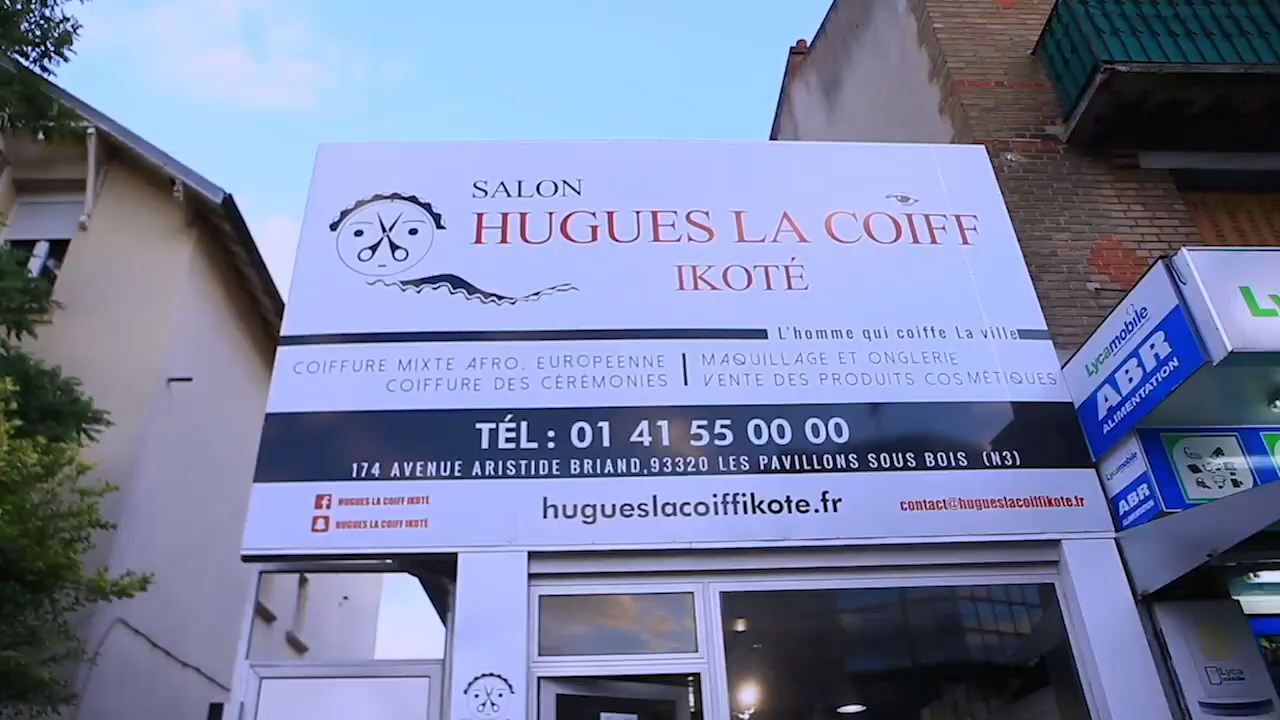 SALON
HUGUES LA COIFF
IKOTÉ
L'homme qui coiffe La ville
COIFFURE MIXTE AFRO, EUROPEENNE
COIFFURE DES CÉRÉMONIES
MAQUILLAGE ET ONGLERIE
VENTE DES PRODUITS COSMÉTIQUES
TÉL : 01 41 55 00 00
174 AVENUE ARISTIDE BRIAND,93320 LES PAVILLONS SOUS BOIS (N3)
HUGUES LA COIFF IKOTÉ
HUGUES LA COIFF IKOTÉ
hugueslacoiffikote.fr
contact@hugueslacoiffikote.fr
Lycamobile
ABR
ALIMENTATION
Ly
Lycamobile
ABR
ALIMENTATION
Lyca
mobile